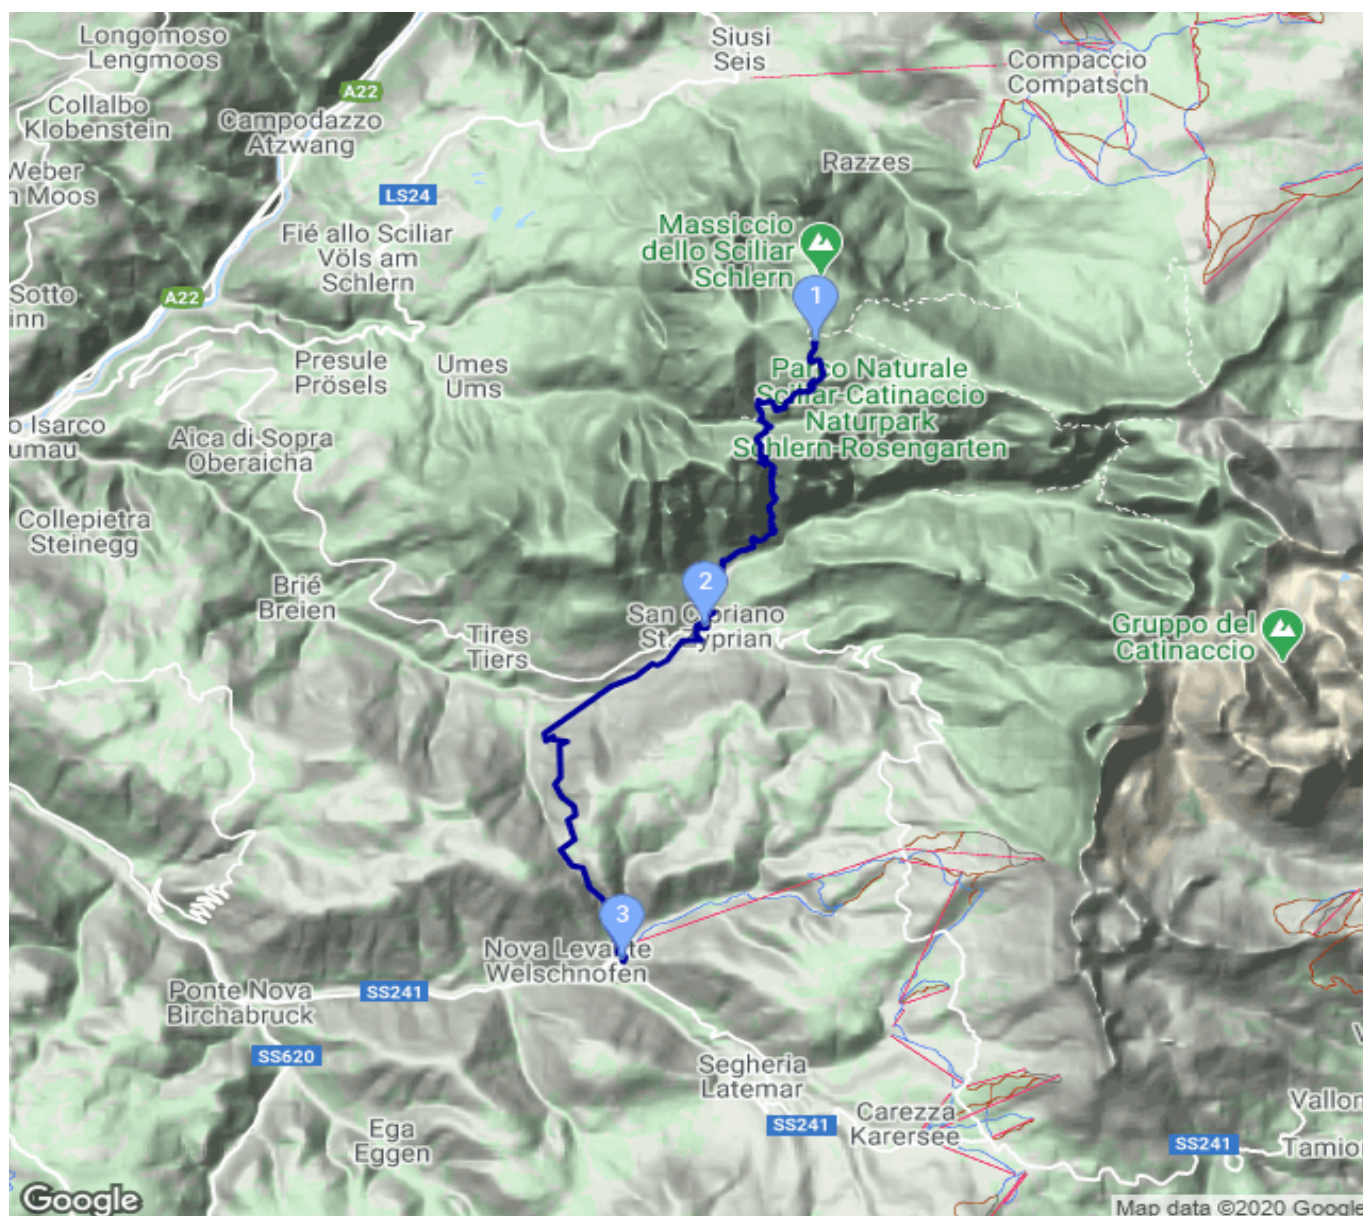 Longomoso
Lengmoos
Siusi
Seis
Compaccio
Compatsch
A22
Collalbo
Klobenstein
Campodazzo
Atzwang
Weber
n Moos
LS24
Razzes
Fié allo Sciliar
Völs am
Schlern
Massiccio
dello Sciliar
Schlern
Sotto
inn
A22
1
Presule
Prösels
Umes
Ums
Parco Naturale
Sciliar-Catinaccio
Naturpark
Schlern-Rosengarten
o Isarco
umau
Aica di Sopra
Oberaicha
Collepietra
Steinegg
Brié
Breien
2
San Cipriano
St. Zyprian
Tires
Tiers
Gruppo del
Catinaccio
3
Nova Levante
Welschnofen
Ponte Nova
Birchabruck
SS241
SS620
Segheria
Latemar
Carezza
Karersee
SS241
SS241
Vallon
Tamion
Ega
Eggen
Google
Map data ©2020 Google